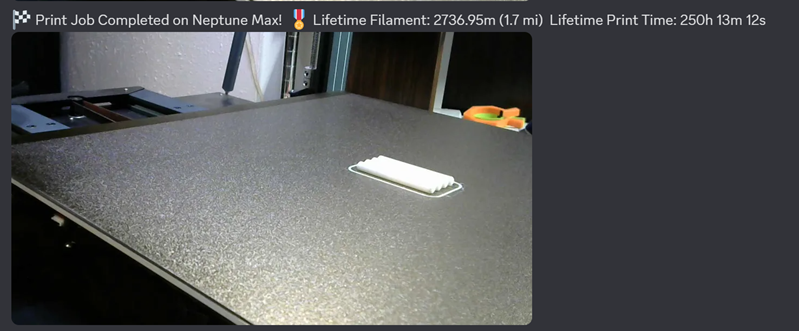 🏁 Print Job Completed on Neptune Max! 🎖️ Lifetime Filament: 2736.95m (1.7 mi) Lifetime Print Time: 250h 13m 12s